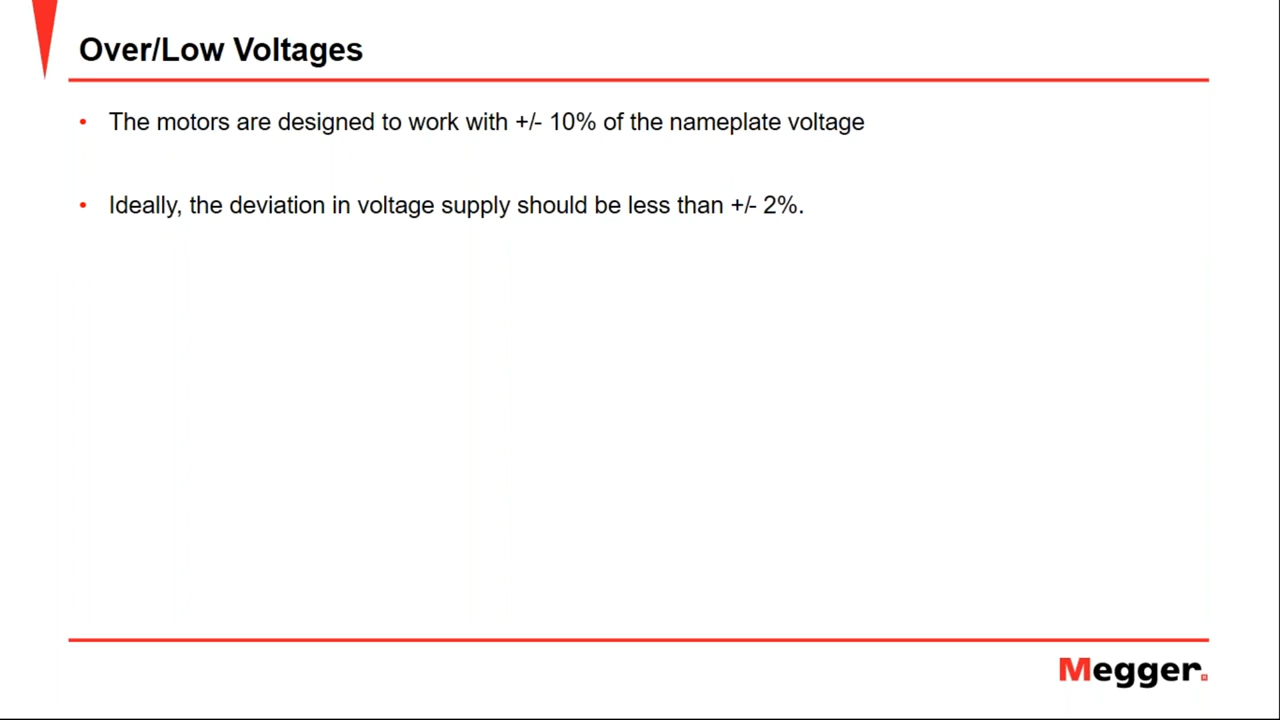 Over/Low Voltages
• The motors are designed to work with +/- 10% of the nameplate voltage
• Ideally, the deviation in voltage supply should be less than +/- 2%.
Megger.